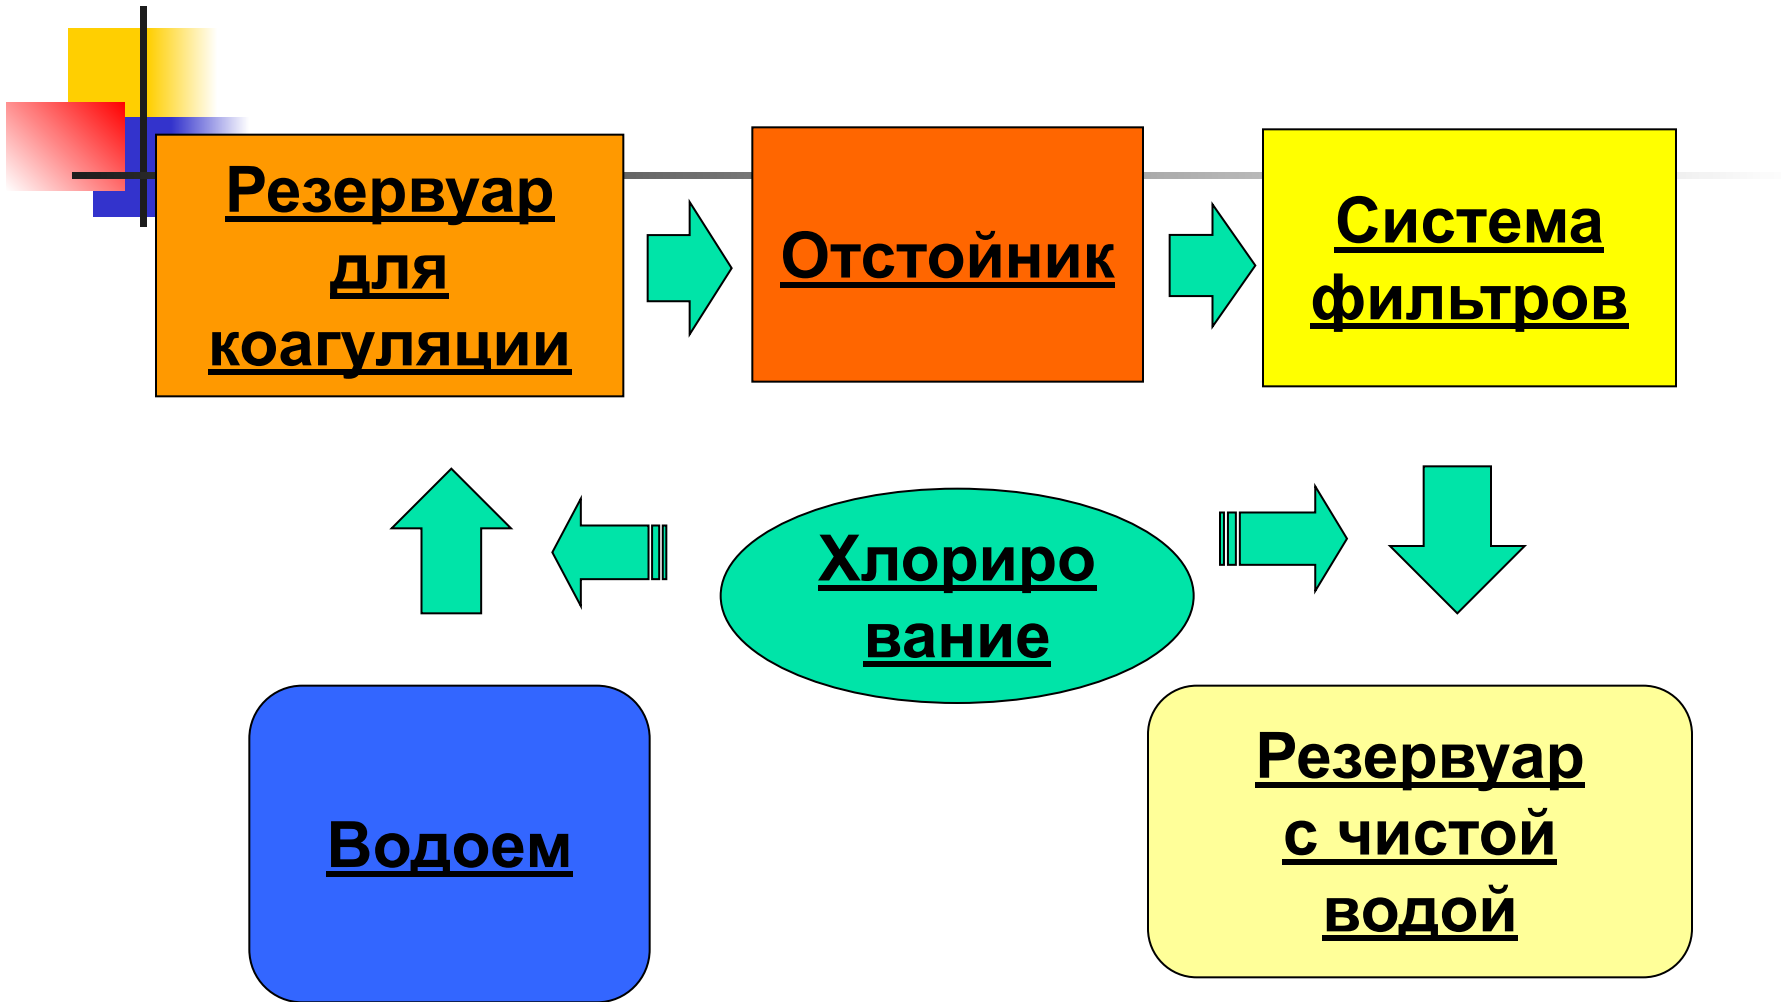 Резервуар
для
коагуляции
Отстойник
Система
фильтров
Хлориро
вание
Водоем
Резервуар
с чистой
водой